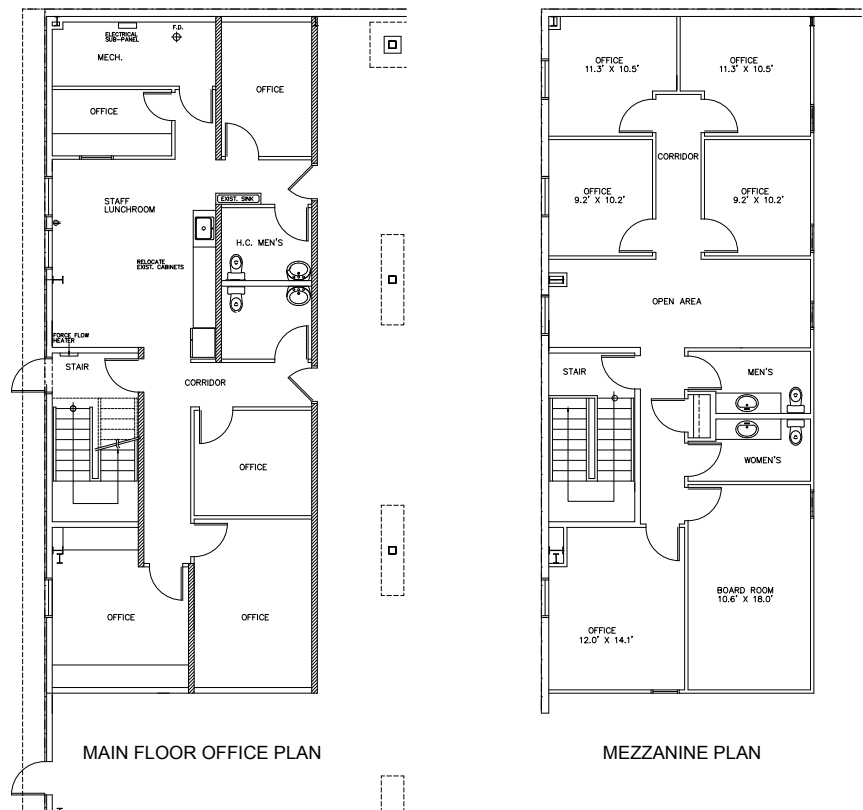 ELECTRICAL
SUB-PANEL
F.D.
MECH.
OFFICE
OFFICE
STAFF
LUNCHROOM
EXIST. SINK
H.C. MEN'S
RELOCATE
EXIST. CABINETS
FORCE FLOW
HEATER
STAIR
CORRIDOR
OFFICE
OFFICE
OFFICE
MAIN FLOOR OFFICE PLAN
OFFICE
11.3' X 10.5'
OFFICE
11.3' X 10.5'
CORRIDOR
OFFICE
9.2' X 10.2'
OFFICE
9.2' X 10.2'
OPEN AREA
STAIR
MEN'S
WOMEN'S
BOARD ROOM
10.6' X 18.0'
OFFICE
12.0' X 14.1'
MEZZANINE PLAN